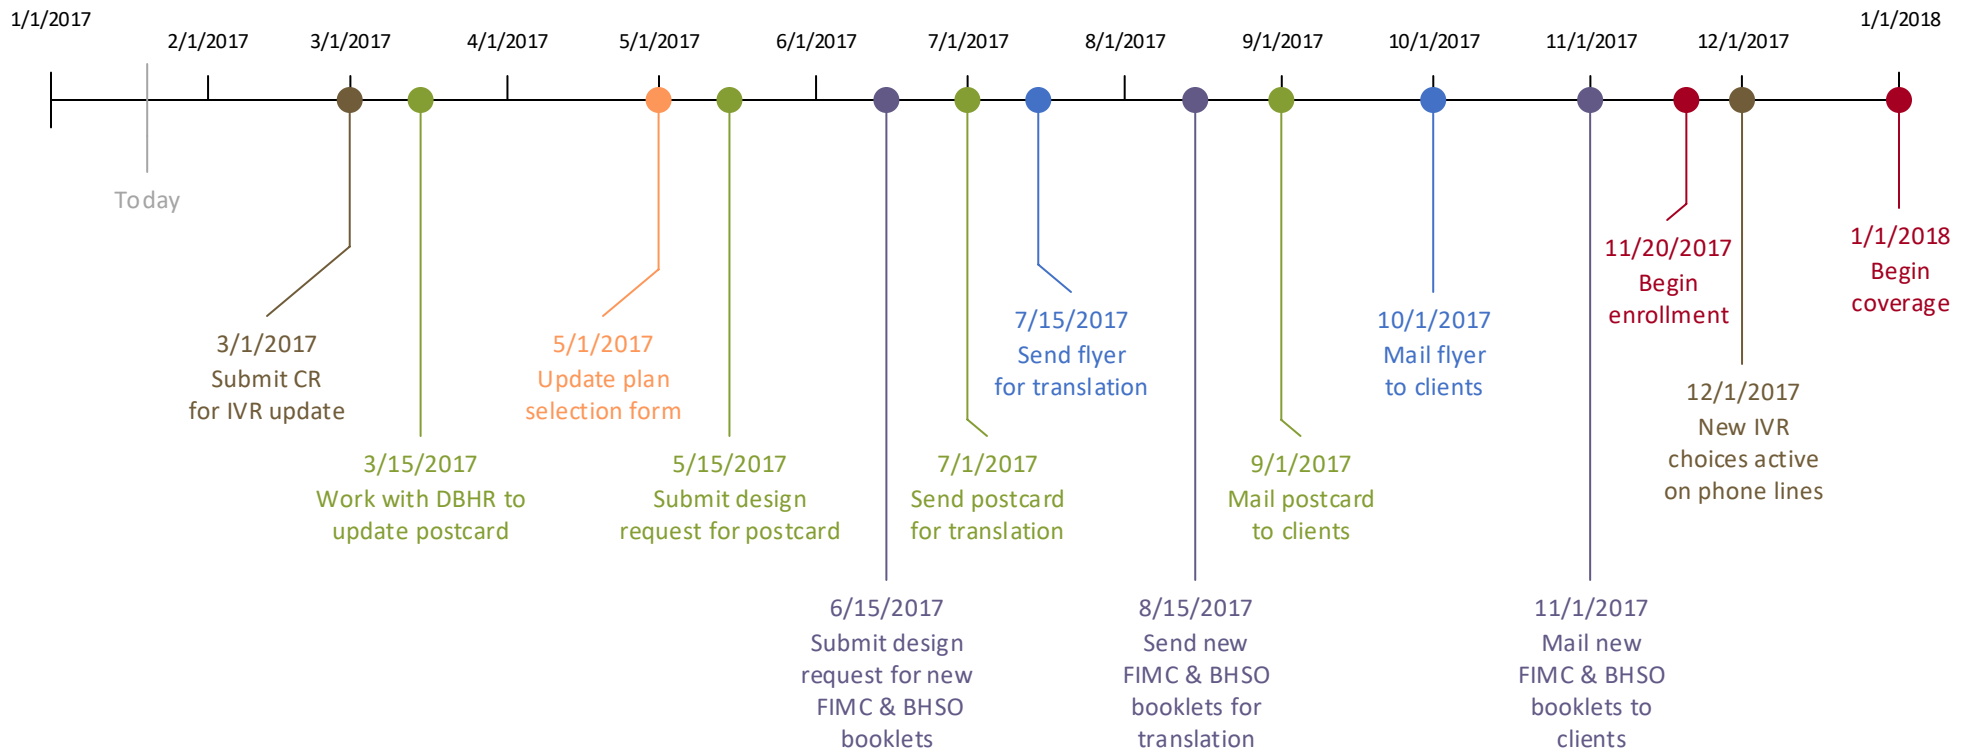 1/1/2017
2/1/2017
3/1/2017
4/1/2017
5/1/2017
6/1/2017
7/1/2017
8/1/2017
9/1/2017
10/1/2017
11/1/2017
12/1/2017
1/1/2018
Today
3/1/2017
Submit CR
for IVR update
3/15/2017
Work with DBHR to
update postcard
5/1/2017
Update plan
selection form
5/15/2017
Submit design
request for postcard
6/15/2017
Submit design
request for new
FIMC & BHSO
booklets
7/1/2017
Send postcard
for translation
7/15/2017
Send flyer
for translation
8/15/2017
Send new
FIMC & BHSO
booklets for
translation
9/1/2017
Mail postcard
to clients
10/1/2017
Mail flyer
to clients
11/1/2017
Mail new
FIMC & BHSO
booklets to
clients
11/20/2017
Begin
enrollment
12/1/2017
New IVR
choices active
on phone lines
1/1/2018
Begin
coverage